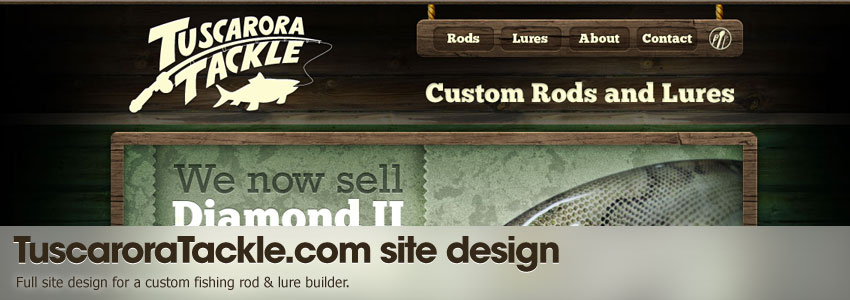 TUSCARORA
TACKLE
Rods Lures About Contact
Custom Rods and Lures
We now sell
Diamond II
TuscaroraTackle.com site design
Full site design for a custom fishing rod & lure builder.